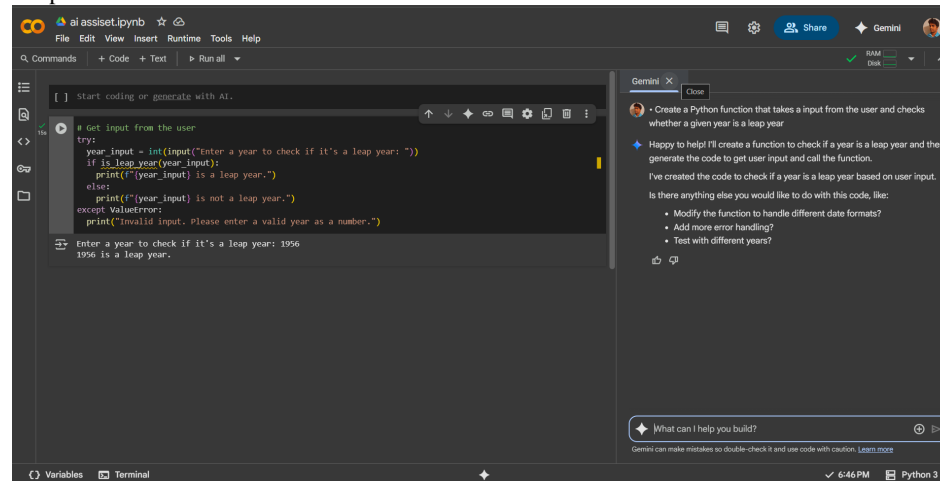 ai assiset.ipynb
File Edit View Insert Runtime Tools Help
Share
Gemini
Commands + Code + Text Run all
RAM
Disk
[ ] Start coding or generate with AI.
15s
# Get input from the user
try:
year_input = int(input("Enter a year to check if it's a leap year: "))
if is_leap_year(year_input):
print(f"{year_input} is a leap year.")
else:
print(f"{year_input} is not a leap year.")
except ValueError:
print("Invalid input. Please enter a valid year as a number.")
Enter a year to check if it's a leap year: 1956
1956 is a leap year.
Gemini
Close
• Create a Python function that takes a input from the user and checks
whether a given year is a leap year
Happy to help! I'll create a function to check if a year is a leap year and the
generate the code to get user input and call the function.
I've created the code to check if a year is a leap year based on user input.
Is there anything else you would like to do with this code, like:
• Modify the function to handle different date formats?
• Add more error handling?
• Test with different years?
What can I help you build?
Gemini can make mistakes so double-check it and use code with caution. Learn more
Variables Terminal
6:46 PM Python 3